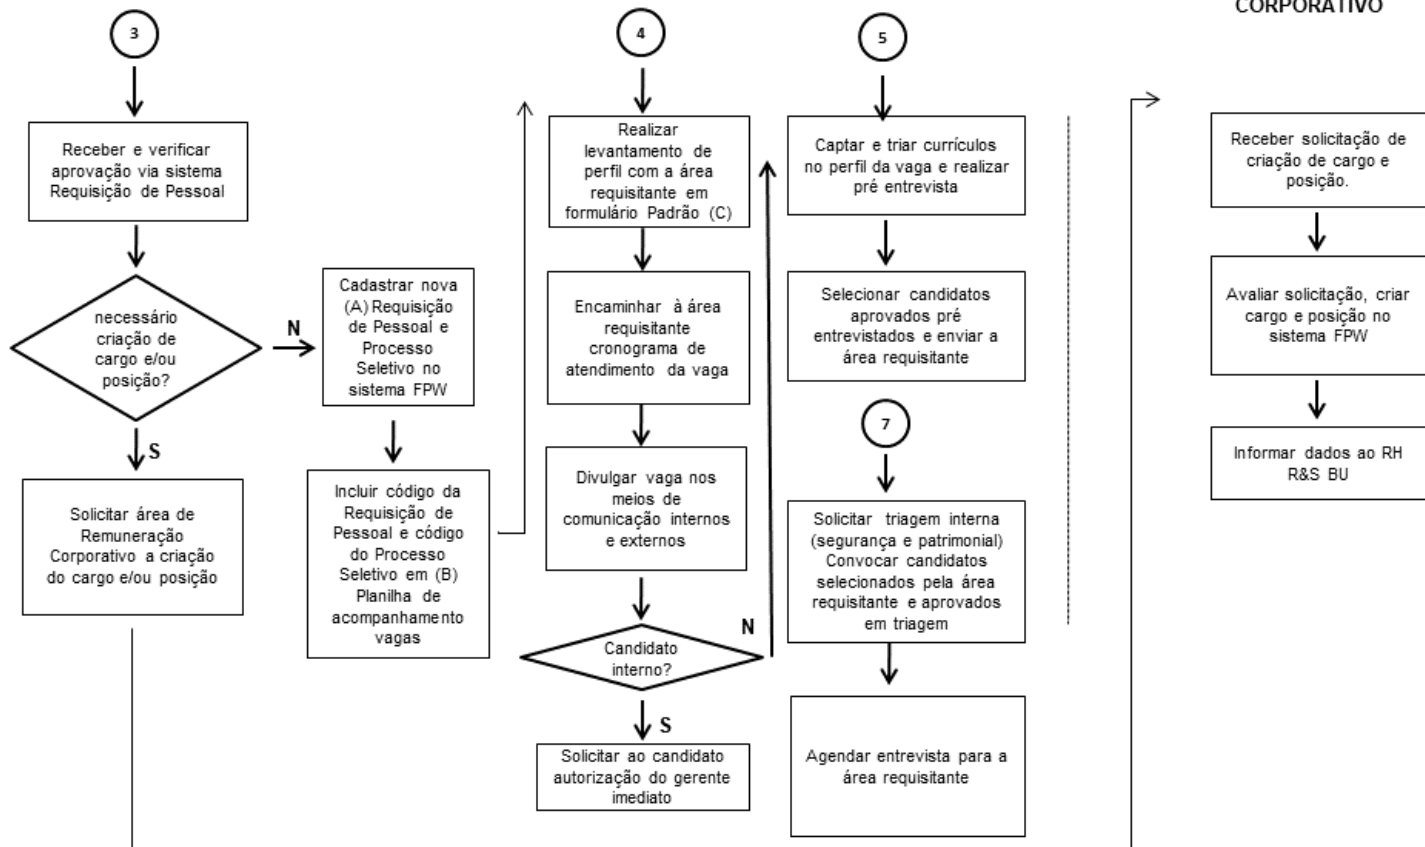 3
Receber e verificar
aprovação via sistema
Requisição de Pessoal
necessário
criação de
cargo e/ou
posição?
N
S
Solicitar área de
Remuneração
Corporativo a criação
do cargo e/ou posição
Cadastrar nova
(A) Requisição
de Pessoal e
Processo
Seletivo no
sistema FPW
Incluir código da
Requisição de
Pessoal e código
do Processo
Seletivo em (B)
Planilha de
acompanhamento
vagas
4
Realizar
levantamento de
perfil com a área
requisitante em
formulário Padrão (C)
Encaminhar à área
requisitante
cronograma de
atendimento da vaga
Divulgar vaga nos
meios de
comunicação internos
e externos
Candidato
interno?
N
S
Solicitar ao candidato
autorização do gerente
imediato
5
Captar e triar currículos
no perfil da vaga e realizar
pré entrevista
Selecionar candidatos
aprovados pré
entrevistados e enviar a
área requisitante
7
Solicitar triagem interna
(segurança e patrimonial)
Convocar candidatos
selecionados pela área
requisitante e aprovados
em triagem
Agendar entrevista para a
área requisitante
CORPORATIVO
Receber solicitação de
criação de cargo e
posição.
Avaliar solicitação, criar
cargo e posição no
sistema FPW
Informar dados ao RH
R&S BU